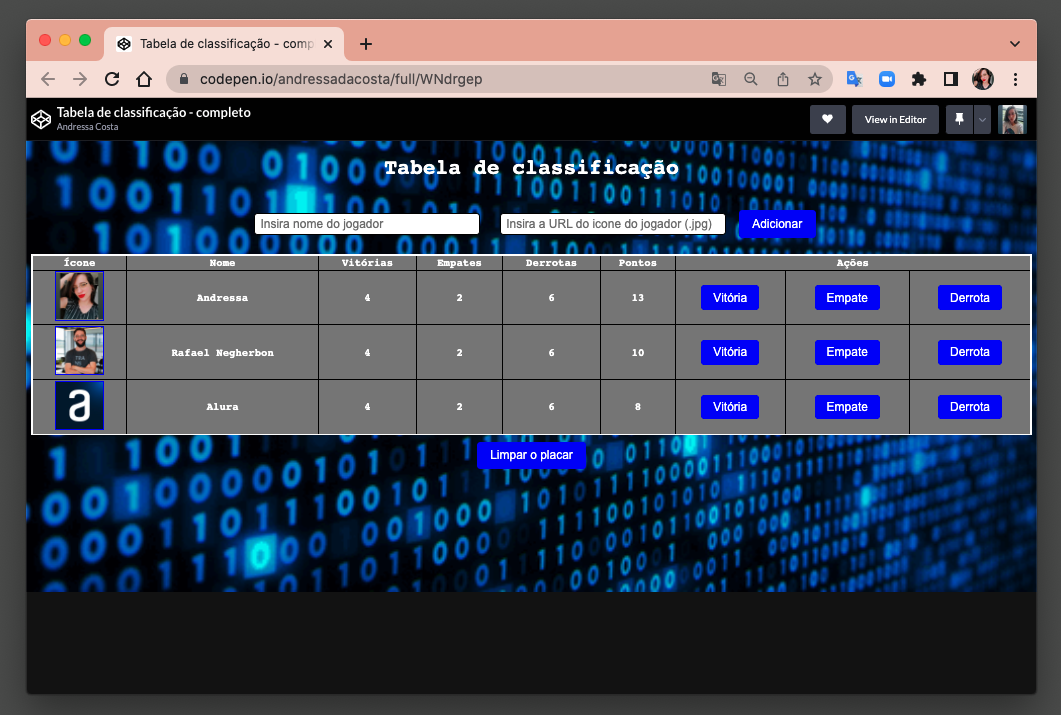 Tabela de classificação - comp
codepen.io/andressadacosta/full/WNdrgep
Tabela de classificação - completo
Andressa Costa
View in Editor
Tabela de classificação
Insira nome do jogador Insira a URL do icone do jogador (.jpg) Adicionar
Ícone Nome Vitórias Empates Derrotas Pontos Ações
Andressa 4 2 6 13 Vitória Empate Derrota
Rafael Negherbon 4 2 6 10 Vitória Empate Derrota
a Alura 4 2 6 8 Vitória Empate Derrota
Limpar o placar